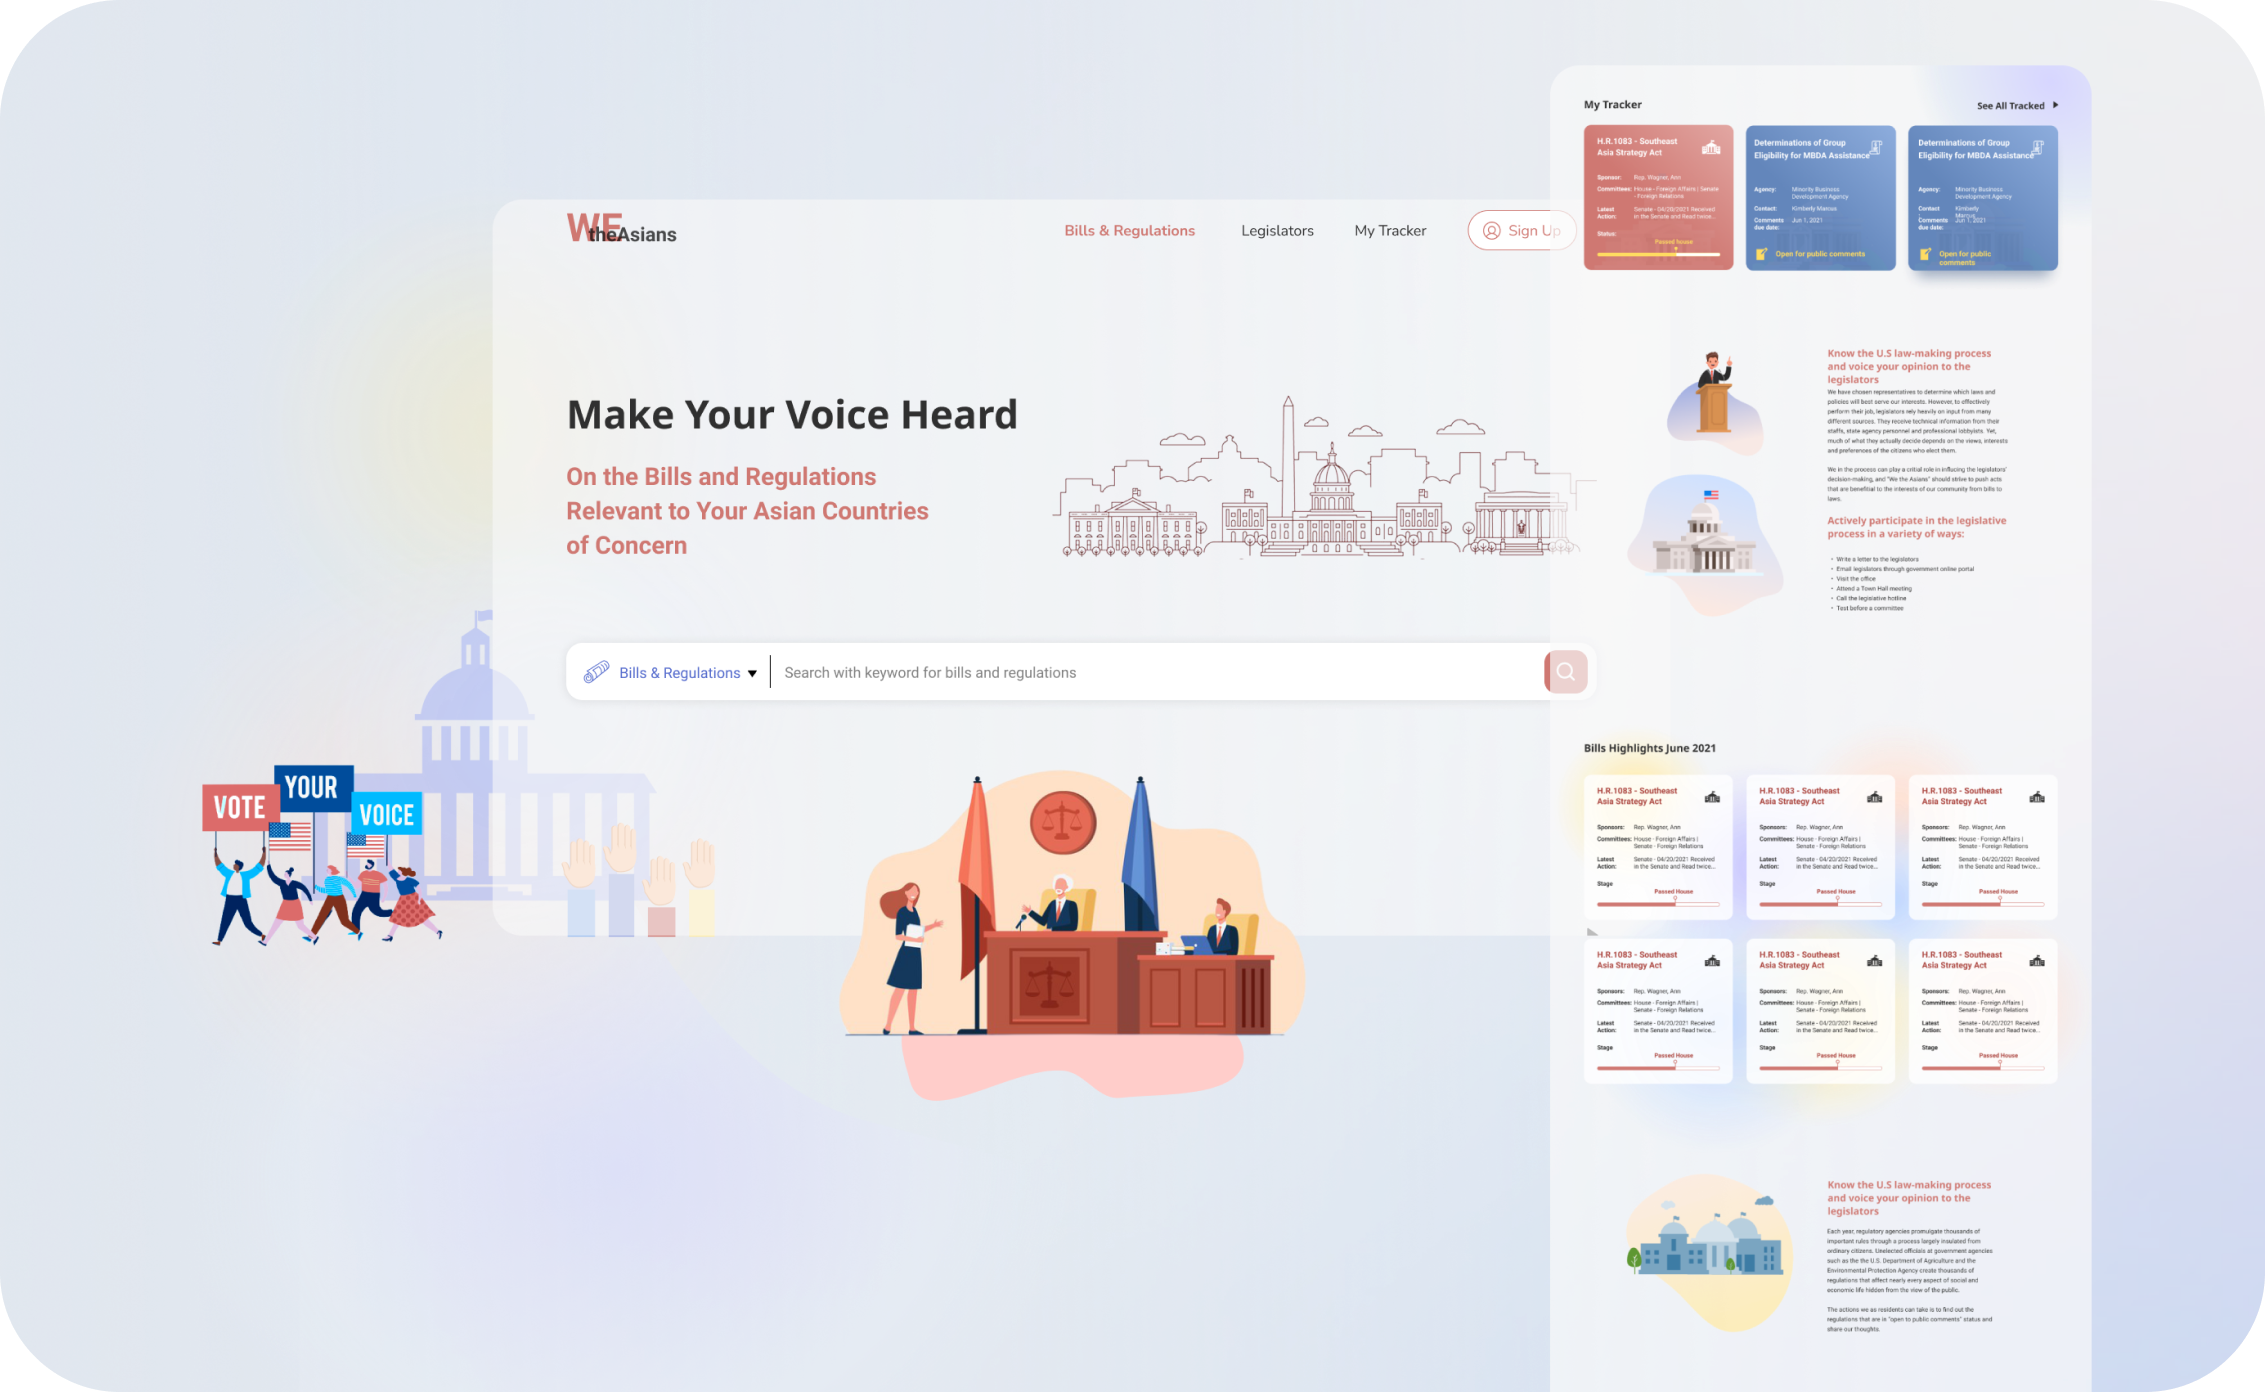 WE
theAsians
Bills & Regulations
Legislators
My Tracker
Sign Up
Make Your Voice Heard
On the Bills and Regulations
Relevant to Your Asian Countries
of Concern
Bills & Regulations
Search with keyword for bills and regulations
VOTE
YOUR
VOICE
My Tracker
See All Tracked
H.R.1083 - Southeast
Asia Strategy Act
Sponsor: Rep. Wagner, Ann
Committees: House - Foreign Affairs | Senate
- Foreign Relations
Latest Senate - 04/20/2021 Received
Action: in the Senate and Read twice...
Status:
Passed house
Determinations of Group
Eligibility for MBDA Assistance
Agency: Minority Business
Development Agency
Contact: Kimberly Marcus
Comments Jun 1, 2021
due date:
Open for public comments
Determinations of Group
Eligibility for MBDA Assistance
Agency: Minority Business
Development Agency
Contact Kimberly
Marcus
Comments Jun 1, 2021
due date:
Open for public
comments
Know the U.S law-making process
and voice your opinion to the
legislators
We have chosen representatives to determine which laws and
policies will best serve our interests. However, to effectively
perform their job, legislators rely heavily on input from many
different sources. They receive technical information from their
staffs, state agency personnel and professional lobbyists. Yet,
much of what they actually decide depends on the views, interests
and preferences of the citizens who elect them.
We in the process can play a critial role in influcing the legislators'
decision-making, and "We the Asians" should strive to push acts
that are benefitial to the interests of our community from bills to
laws.
Actively participate in the legislative
process in a variety of ways:
• Write a letter to the legislators
• Email legislators through government online portal
• Visit the office
• Attend a Town Hall meeting
• Call the legislative hotline
• Test before a committee
Bills Highlights June 2021
H.R.1083 - Southeast
Asia Strategy Act
Sponsors: Rep. Wagner, Ann
Committees: House - Foreign Affairs |
Senate - Foreign Relations
Latest Senate - 04/20/2021 Received
Action: in the Senate and Read twice...
Stage
Passed House
H.R.1083 - Southeast
Asia Strategy Act
Sponsors: Rep. Wagner, Ann
Committees: House - Foreign Affairs |
Senate - Foreign Relations
Latest Senate - 04/20/2021 Received
Action: in the Senate and Read twice...
Stage
Passed House
H.R.1083 - Southeast
Asia Strategy Act
Sponsors: Rep. Wagner, Ann
Committees: House - Foreign Affairs |
Senate - Foreign Relations
Latest Senate - 04/20/2021 Received
Action: in the Senate and Read twice...
Stage
Passed House
H.R.1083 - Southeast
Asia Strategy Act
Sponsors: Rep. Wagner, Ann
Committees: House - Foreign Affairs |
Senate - Foreign Relations
Latest Senate - 04/20/2021 Received
Action: in the Senate and Read twice...
Stage
Passed House
H.R.1083 - Southeast
Asia Strategy Act
Sponsors: Rep. Wagner, Ann
Committees: House - Foreign Affairs |
Senate - Foreign Relations
Latest Senate - 04/20/2021 Received
Action: in the Senate and Read twice...
Stage
Passed House
H.R.1083 - Southeast
Asia Strategy Act
Sponsors: Rep. Wagner, Ann
Committees: House - Foreign Affairs |
Senate - Foreign Relations
Latest Senate - 04/20/2021 Received
Action: in the Senate and Read twice...
Stage
Passed House
Know the U.S law-making process
and voice your opinion to the
legislators
Each year, regulatory agencies promulgate thousands of
important rules through a process largely insulated from
ordinary citizens. Unelected officials at government agencies
such as the the U.S. Department of Agriculture and the
Environmental Protection Agency create thousands of
regulations that affect nearly every aspect of social and
economic life hidden from the view of the public.
The actions we as residents can take is to find out the
regulations that are in "open to public comments" status and
share our thoughts.